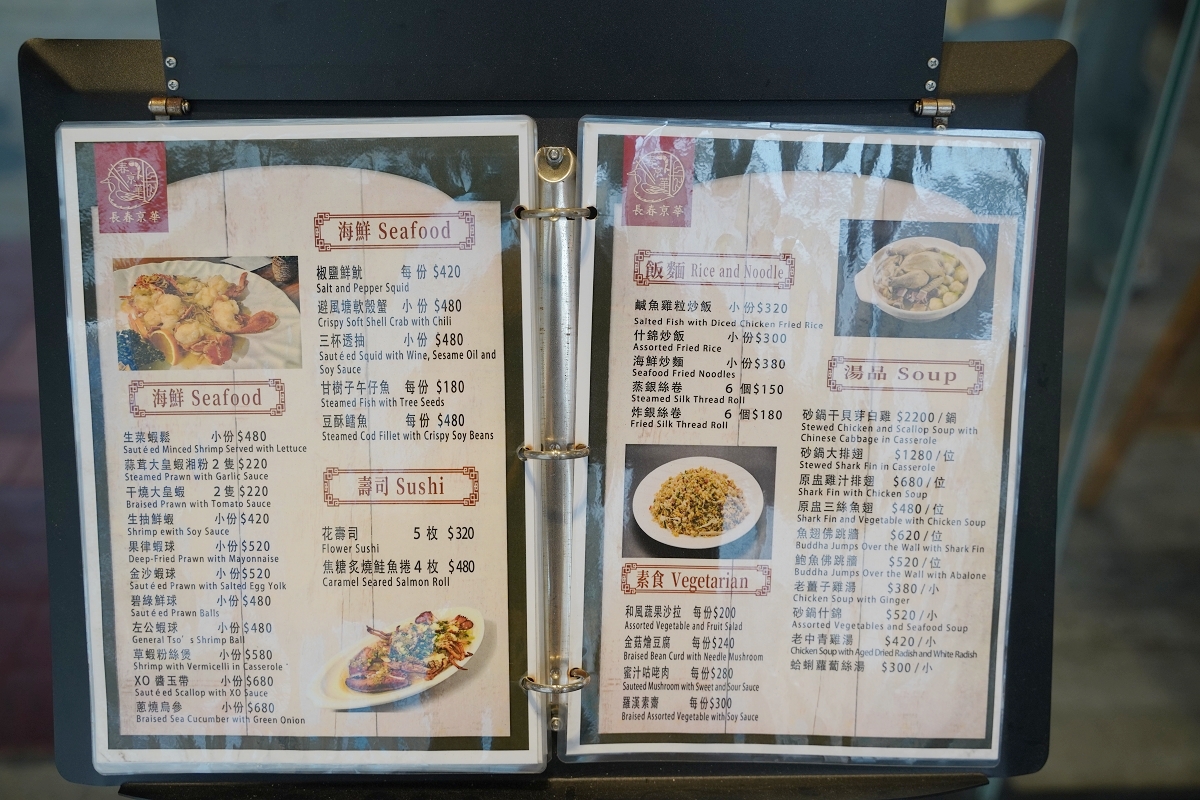 長春京華
海鮮 Seafood
生菜蝦鬆 小份 $480
Sautéed Minced Shrimp Served with Lettuce
蒜茸大皇蝦湘粉 2 隻 $220
Steamed Prawn with Garlic Sauce
干燒大皇蝦 2 隻 $220
Braised Prawn with Tomato Sauce
生抽鮮蝦 小份 $420
Shrimp ewith Soy Sauce
果律蝦球 小份 $520
Deep-Fried Prawn with Mayonnaise
金沙蝦球 小份 $520
Sautéed Prawn with Salted Egg Yolk
碧綠鮮球 小份 $480
Sautéed Prawn Balls
左公蝦球 小份 $480
General Tso's Shrimp Ball
草蝦粉絲煲 小份 $580
Shrimp with Vermicelli in Casserole
XO 醬玉帶 小份 $680
Sautéed Scallop with XO Sauce
蔥燒烏參 小份 $680
Braised Sea Cucumber with Green Onion
海鮮 Seafood
椒鹽鮮魷 每份 $420
Salt and Pepper Squid
避風塘軟殼蟹 小份 $480
Crispy Soft Shell Crab with Chili
三杯透抽 小份 $480
Sautéed Squid with Wine, Sesame Oil and
Soy Sauce
甘樹子午仔魚 每份 $180
Steamed Fish with Tree Seeds
豆酥鱈魚 每份 $480
Steamed Cod Fillet with Crispy Soy Beans
壽司 Sushi
花壽司 5 枚 $320
Flower Sushi
焦糖炙燒鮭魚捲 4 枚 $480
Caramel Seared Salmon Roll
長春京華
飯麵 Rice and Noodle
鹹魚雞粒炒飯 小份 $320
Salted Fish with Diced Chicken Fried Rice
什錦炒飯 小份 $300
Assorted Fried Rice
海鮮炒麵 小份 $380
Seafood Fried Noodles
蒸銀絲卷 6 個 $150
Steamed Silk Thread Roll
炸銀絲卷 6 個 $180
Fried Silk Thread Roll
素食 Vegetarian
和風蔬果沙拉 每份 $200
Assorted Vegetable and Fruit Salad
金菇燴豆腐 每份 $240
Braised Bean Curd with Needle Mushroom
蜜汁咕咾肉 每份 $280
Sauteed Mushroom with Sweet and Sour Sauce
羅漢素齋 每份 $300
Braised Assorted Vegetable with Soy Sauce
湯品 Soup
砂鍋干貝芽白雞 $2200 / 鍋
Stewed Chicken and Scallop Soup with
Chinese Cabbage in Casserole
砂鍋大排翅 $1280 / 位
Stewed Shark Fin in Casserole
原盅雞汁排翅 $680 / 位
Shark Fin with Chicken Soup
原盅三絲魚翅 $480 / 位
Shark Fin and Vegetable with Chicken Soup
魚翅佛跳牆 $620 / 位
Buddha Jumps Over the Wall with Shark Fin
鮑魚佛跳牆 $520 / 位
Buddha Jumps Over the Wall with Abalone
老薑子雞湯 $380 / 小
Chicken Soup with Ginger
砂鍋什錦 $520 / 小
Assorted Vegetables and Seafood Soup
老中青雞湯 $420 / 小
Chicken Soup with Aged Dried Radish and White Radish
蛤蜊蘿蔔絲湯 $300 / 小